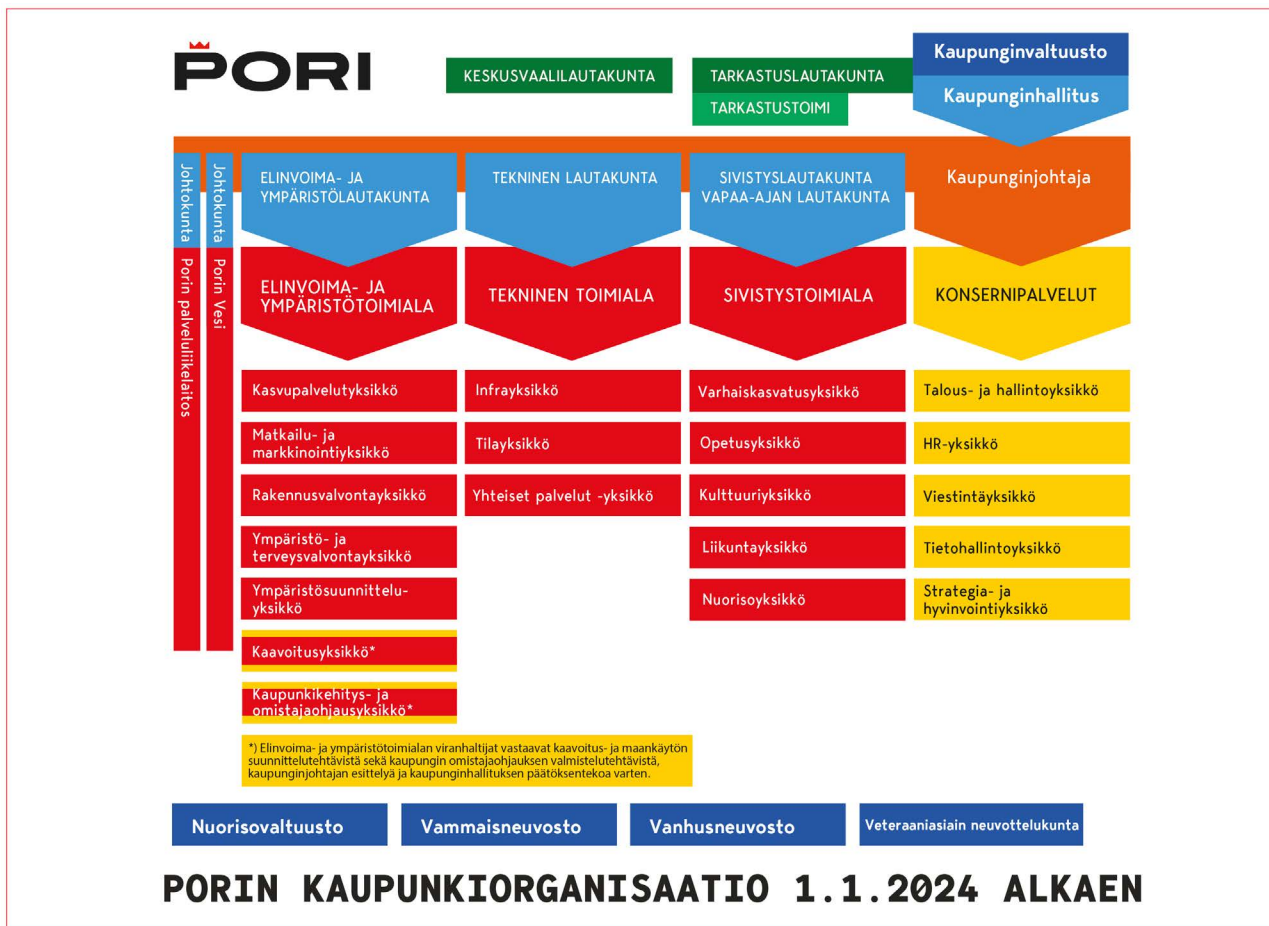 PORI
KESKUSVAALILAUTAKUNTA
TARKASTUSLAUTAKUNTA
TARKASTUSTOIMI
Kaupunginvaltuusto
Kaupunginhallitus
Kaupunginjohtaja
Johtokunta
Porin palveluliikelaitos
Johtokunta
Porin Vesi
ELINVOIMA- JA
YMPÄRISTÖLAUTAKUNTA
TEKNINEN LAUTAKUNTA
SIVISTYSLAUTAKUNTA
VAPAA-AJAN LAUTAKUNTA
ELINVOIMA- JA
YMPÄRISTÖTOIMIALA
TEKNINEN TOIMIALA
SIVISTYSTOIMIALA
KONSERNIPALVELUT
Kasvupalvelutyksikkö
Matkailu- ja
markkinointiyksikkö
Rakennusvalvontayksikkö
Ympäristö- ja
terveysvalvontayksikkö
Ympäristösuunnittelu-
yksikkö
Kaavoitusyksikkö*
Kaupunkikehitys- ja
omistajaohjausyksikkö*
Infrayksikkö
Tilayksikkö
Yhteiset palvelut -yksikkö
Varhaiskasvatusyksikkö
Opetusyksikkö
Kulttuuriyksikkö
Liikuntayksikkö
Nuorisoyksikkö
Talous- ja hallintoyksikkö
HR-yksikkö
Viestintäyksikkö
Tietohallintoyksikkö
Strategia- ja
hyvinvointiyksikkö
*) Elinvoima- ja ympäristötoimialan viranhaltijat vastaavat kaavoitus- ja maankäytön
suunnittelutehtävistä sekä kaupungin omistajaohjauksen valmistelutehtävistä,
kaupunginjohtajan esittelyä ja kaupunginhallituksen päätöksentekoa varten.
Nuorisovaltuusto
Vammaisneuvosto
Vanhusneuvosto
Veteraaniasiain neuvottelukunta
PORIN KAUPUNKIORGANISAATIO 1.1.2024 ALKAEN